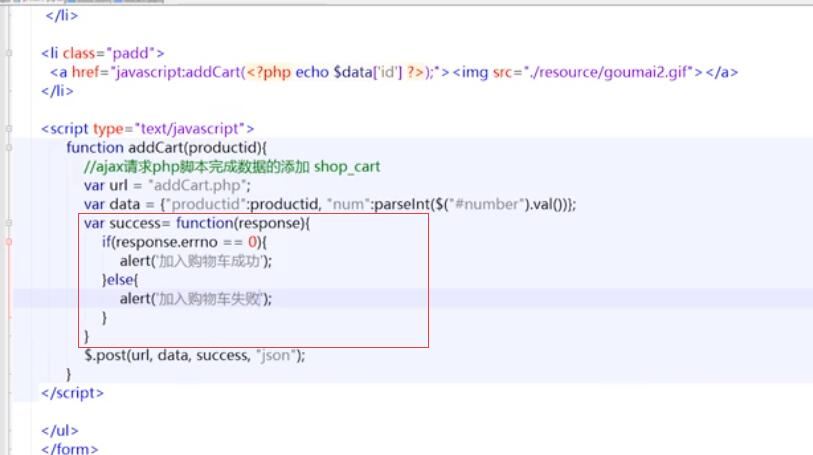 </li>
<li class="padd">
<a href="javascript:addCart(<?php echo $data['id'] ?>);"><img src="./resource/goumai2.gif"></a>
</li>
<script type="text/javascript">
function addCart(productid){
//ajax请求php脚本完成数据的添加 shop_cart
var url = "addCart.php";
var data = {"productid":productid, "num":parseInt($("#number").val())};
var success= function(response){
if(response.errno == 0){
alert('加入购物车成功');
}else{
alert('加入购物车失败');
}
}
$.post(url, data, success, "json");
}
</script>
</ul>
</form>